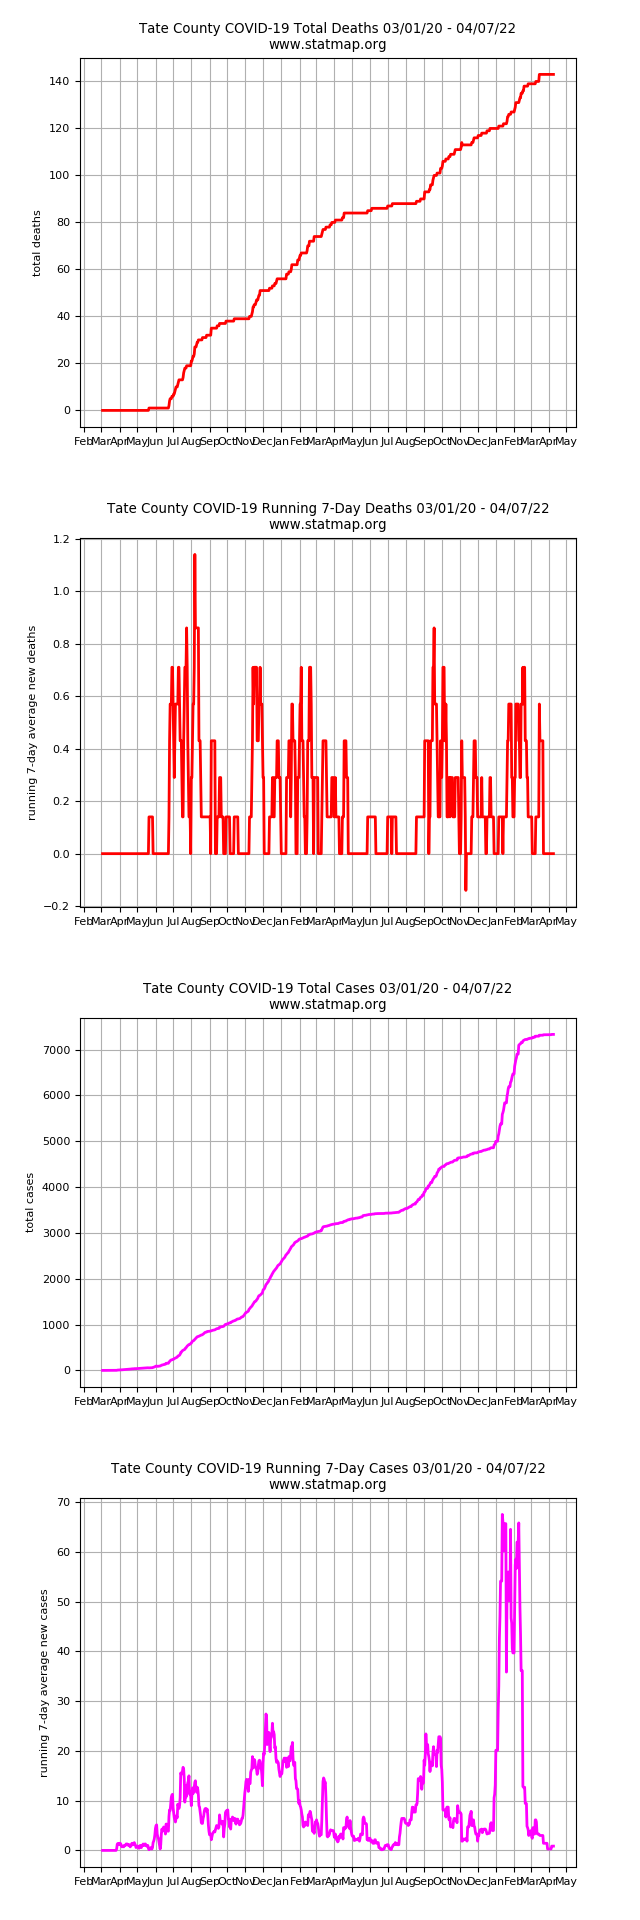 Tate County COVID-19 Total Deaths 03/01/20 - 04/07/22
www.statmap.org
140
120
100
80
60
40
20
0
total deaths
Feb Mar Apr May Jun Jul Aug Sep Oct Nov Dec Jan Feb Mar Apr May Jun Jul Aug Sep Oct Nov Dec Jan Feb Mar Apr May
Tate County COVID-19 Running 7-Day Deaths 03/01/20 - 04/07/22
www.statmap.org
1.2
1.0
0.8
0.6
0.4
0.2
0.0
−0.2
running 7-day average new deaths
Feb Mar Apr May Jun Jul Aug Sep Oct Nov Dec Jan Feb Mar Apr May Jun Jul Aug Sep Oct Nov Dec Jan Feb Mar Apr May
Tate County COVID-19 Total Cases 03/01/20 - 04/07/22
www.statmap.org
7000
6000
5000
4000
3000
2000
1000
0
total cases
Feb Mar Apr May Jun Jul Aug Sep Oct Nov Dec Jan Feb Mar Apr May Jun Jul Aug Sep Oct Nov Dec Jan Feb Mar Apr May
Tate County COVID-19 Running 7-Day Cases 03/01/20 - 04/07/22
www.statmap.org
70
60
50
40
30
20
10
0
running 7-day average new cases
Feb Mar Apr May Jun Jul Aug Sep Oct Nov Dec Jan Feb Mar Apr May Jun Jul Aug Sep Oct Nov Dec Jan Feb Mar Apr May